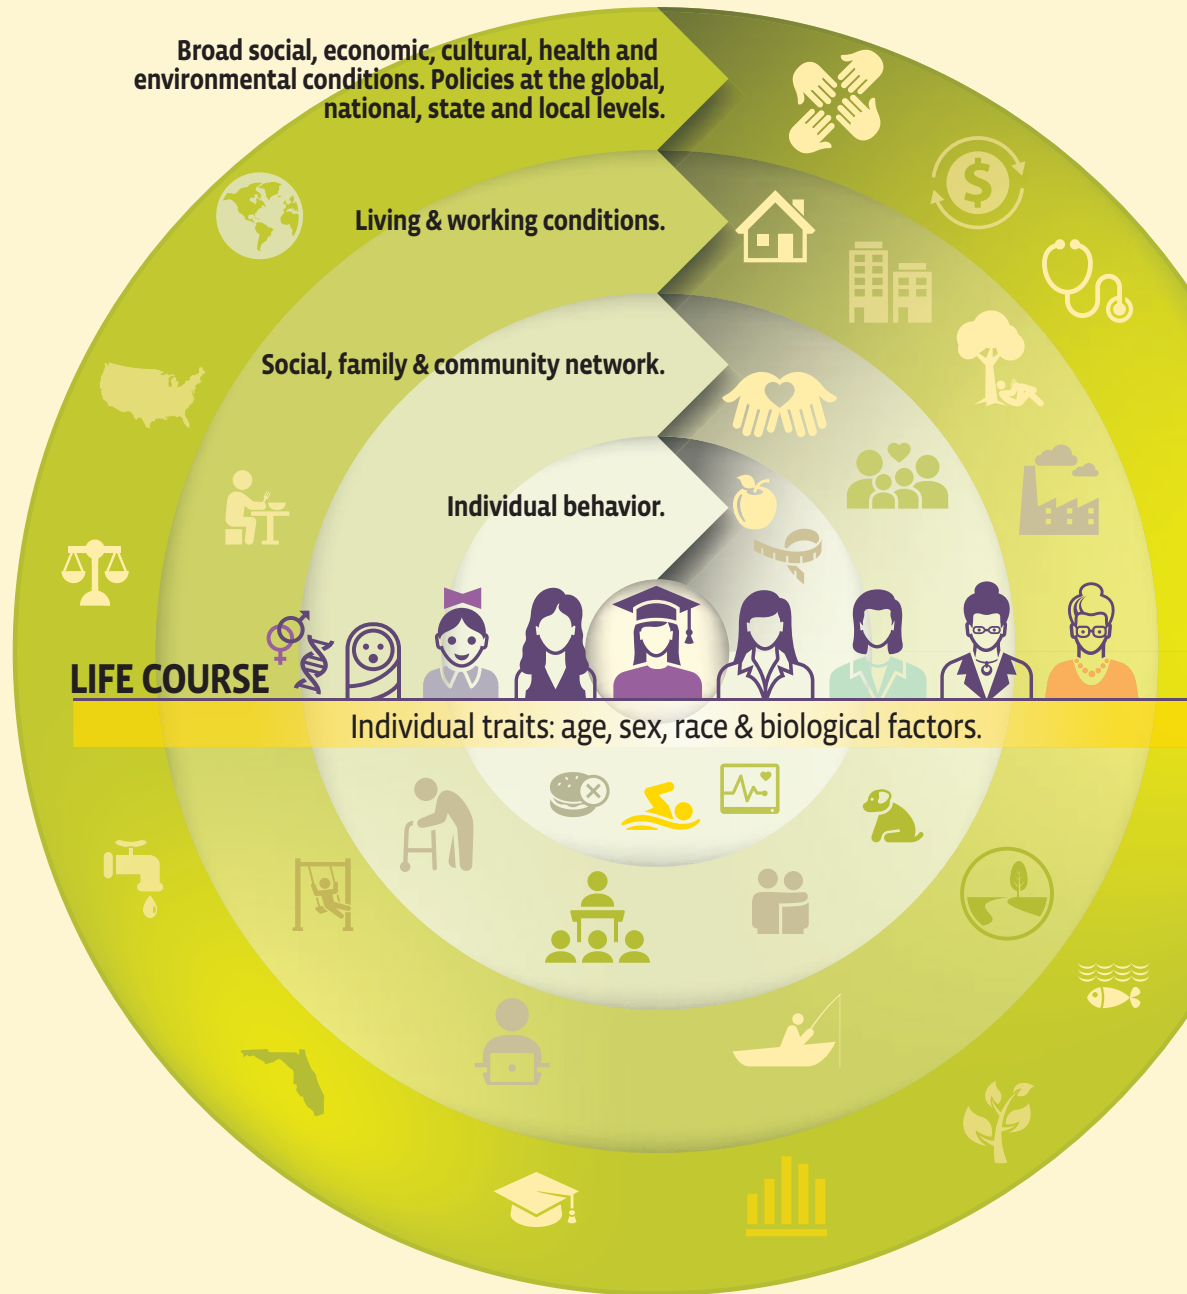 Broad social, economic, cultural, health and
environmental conditions. Policies at the global,
national, state and local levels.
Living & working conditions.
Social, family & community network.
Individual behavior.
LIFE COURSE
Individual traits: age, sex, race & biological factors.
$